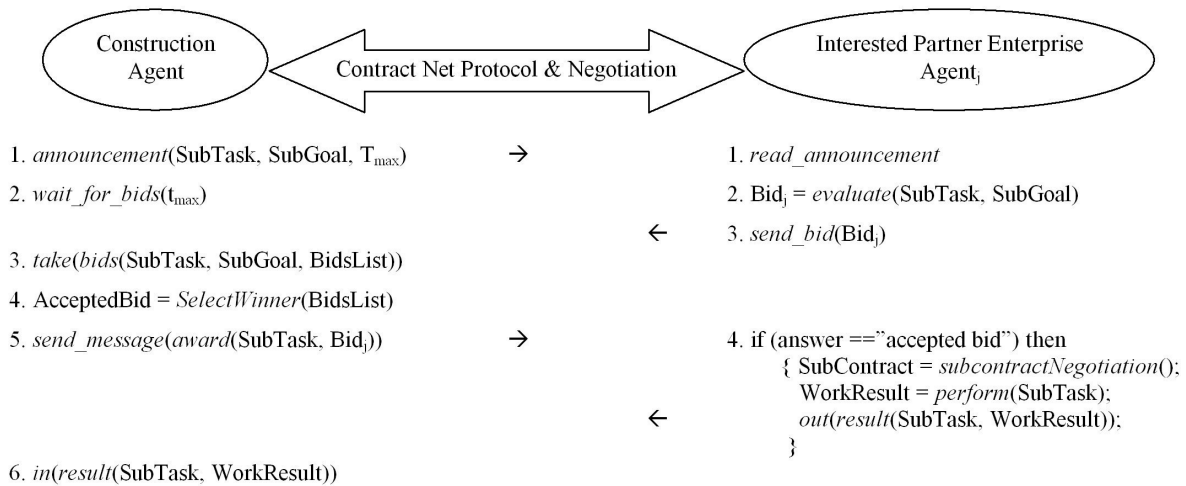 Construction
Agent
Contract Net Protocol & Negotiation
Interested Partner Enterprise
Agentj
1. announcement(SubTask, SubGoal, Tmax) → 1. read_announcement
2. wait_for_bids(tmax) 2. Bidj = evaluate(SubTask, SubGoal)
← 3. send_bid(Bidj)
3. take(bids(SubTask, SubGoal, BidsList))
4. AcceptedBid = SelectWinner(BidsList)
5. send_message(award(SubTask, Bidj)) → 4. if (answer ==”accepted bid”) then
{ SubContract = subcontractNegotiation();
WorkResult = perform(SubTask);
← out(result(SubTask, WorkResult));
}
6. in(result(SubTask, WorkResult))